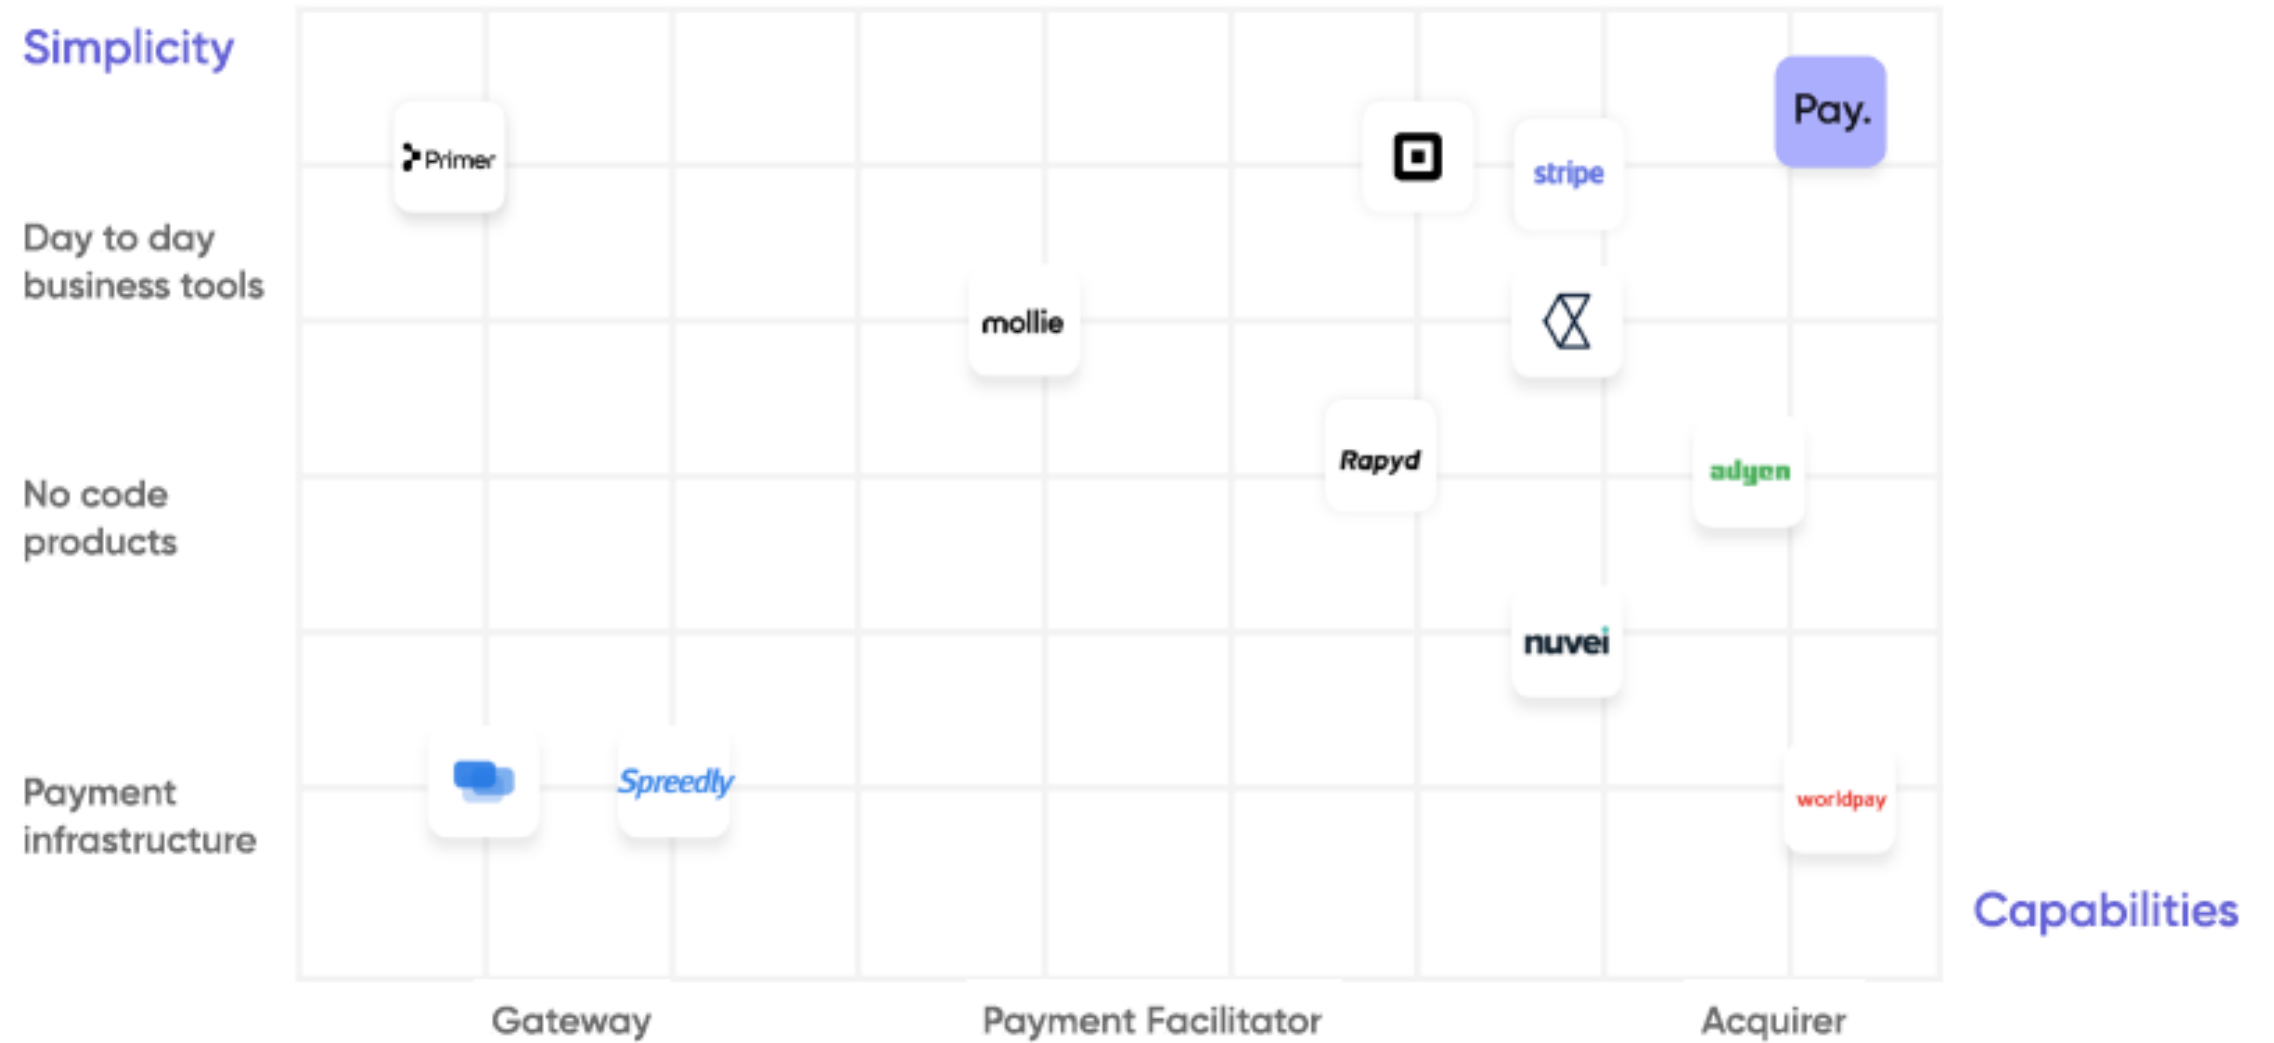 Simplicity
Pay.
Primer
stripe
Day to day
business tools
mollie
Rapyd
adyen
No code
products
nuvei
Spreedly
Payment
infrastructure
worldpay
Capabilities
Gateway
Payment Facilitator
Acquirer